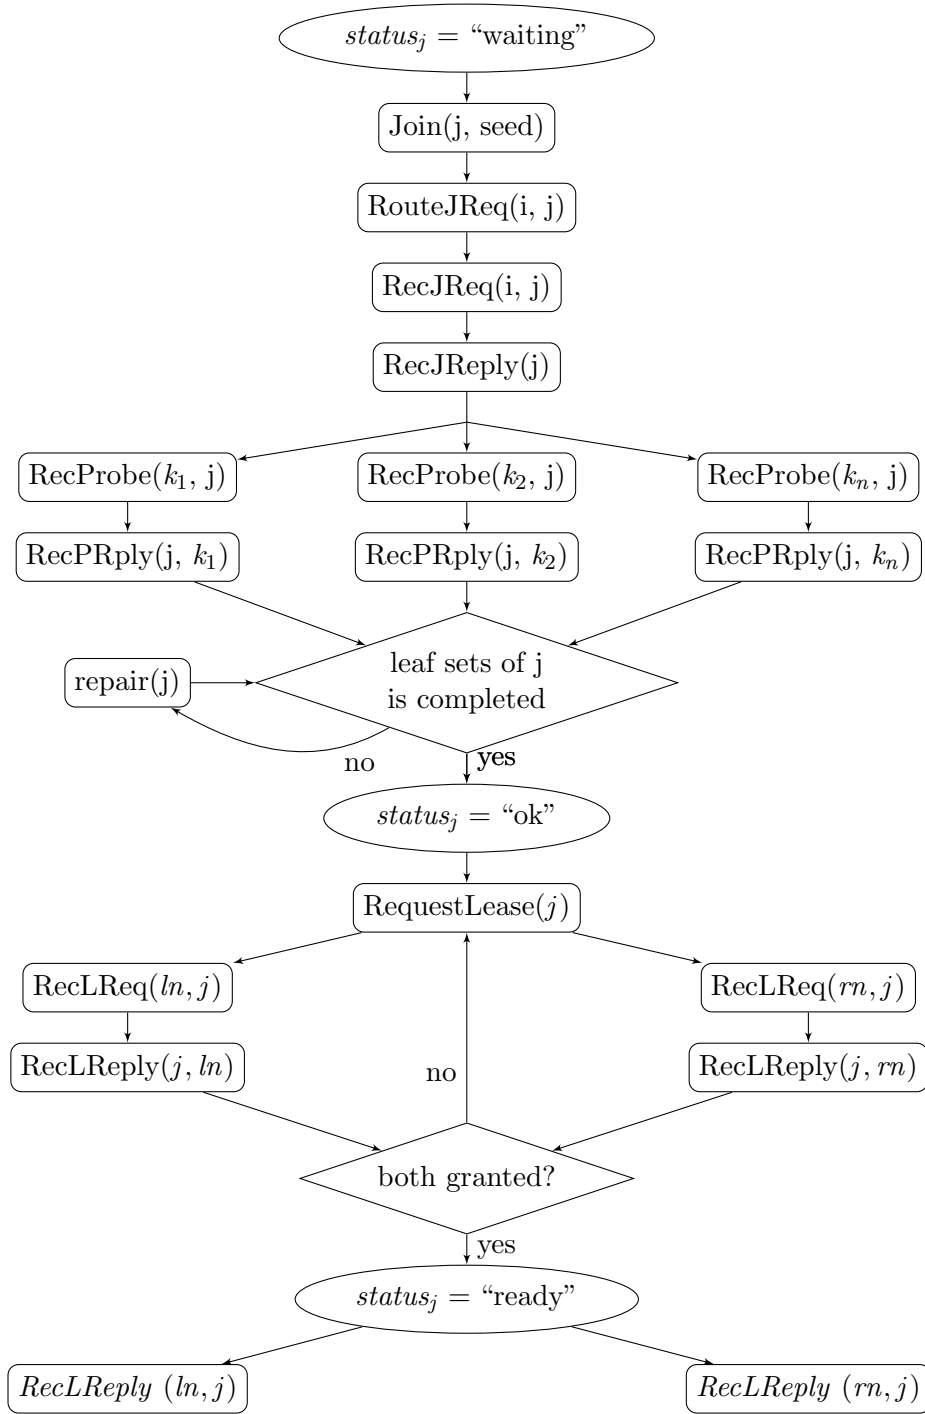 status_j = “waiting”
Join(j, seed)
RouteJReq(i, j)
RecJReq(i, j)
RecJReply(j)
RecProbe(k_1, j)
RecProbe(k_2, j)
RecProbe(k_n, j)
RecPRply(j, k_1)
RecPRply(j, k_2)
RecPRply(j, k_n)
leaf sets of j
is completed
repair(j)
no
yes
status_j = “ok”
RequestLease(j)
RecLReq(ln, j)
RecLReq(rn, j)
RecLReply(j, ln)
RecLReply(j, rn)
no
both granted?
yes
status_j = “ready”
RecLReply (ln, j)
RecLReply (rn, j)